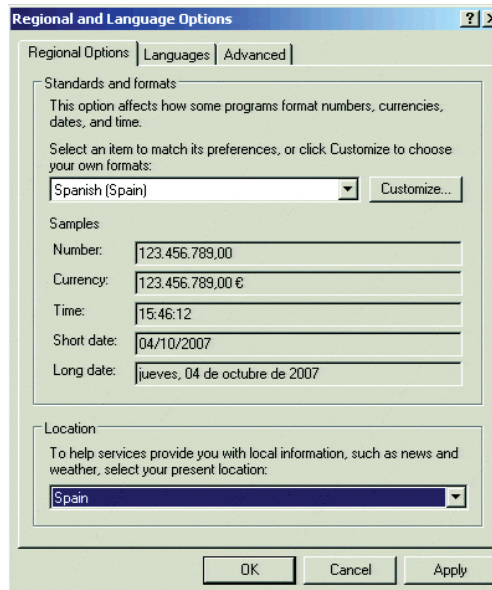 Regional and Language Options
Regional Options Languages Advanced
Standards and formats
This option affects how some programs format numbers, currencies,
dates, and time.
Select an item to match its preferences, or click Customize to choose
your own formats:
Spanish (Spain) Customize...
Samples
Number: 123.456.789,00
Currency: 123.456.789,00 €
Time: 15:46:12
Short date: 04/10/2007
Long date: jueves, 04 de octubre de 2007
Location
To help services provide you with local information, such as news and
weather, select your present location:
Spain
OK Cancel Apply